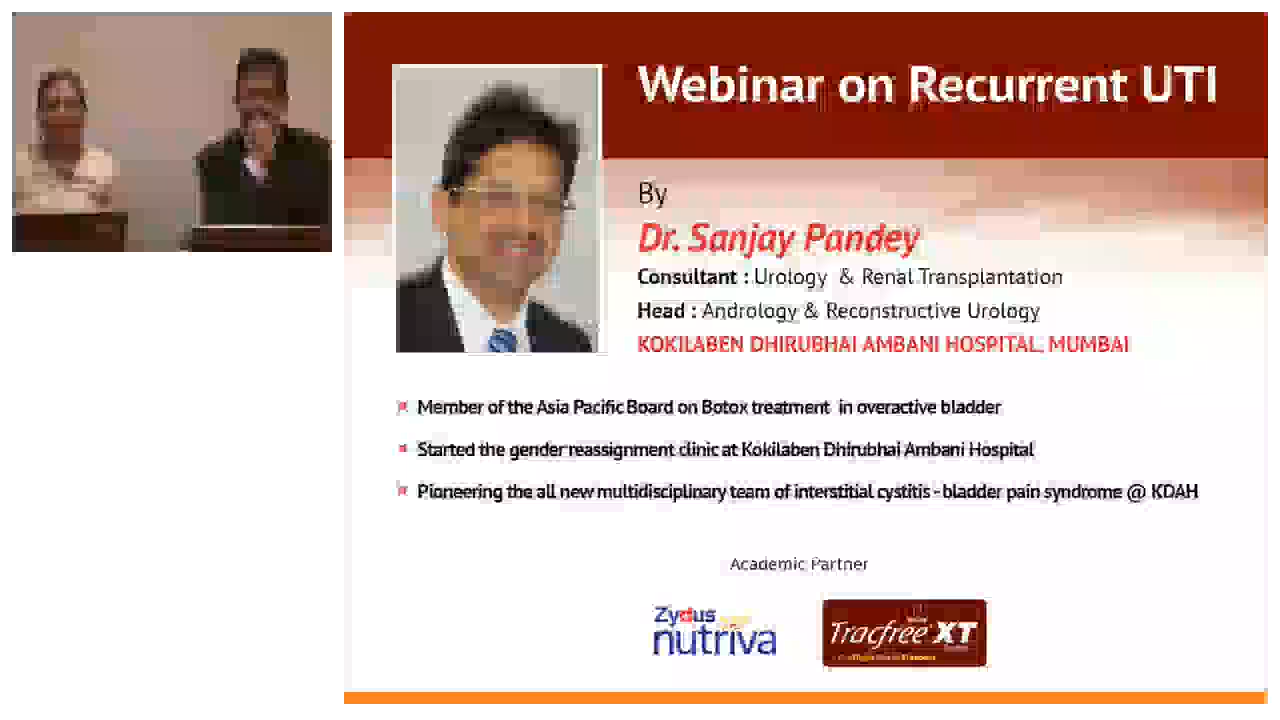 Webinar on Recurrent UTI
By
Dr. Sanjay Pandey
Consultant : Urology & Renal Transplantation
Head : Andrology & Reconstructive Urology
KOKILABEN DHIRUBHAI AMBANI HOSPITAL, MUMBAI
Member of the Asia Pacific Board on Botox treatment in overactive bladder
Started the gender reassignment clinic at Kokilaben Dhirubhai Ambani Hospital
Pioneering the all new multidisciplinary team of interstitial cystitis - bladder pain syndrome @ KDAH
Academic Partner
Zydus
nutriva
Tracfree XT